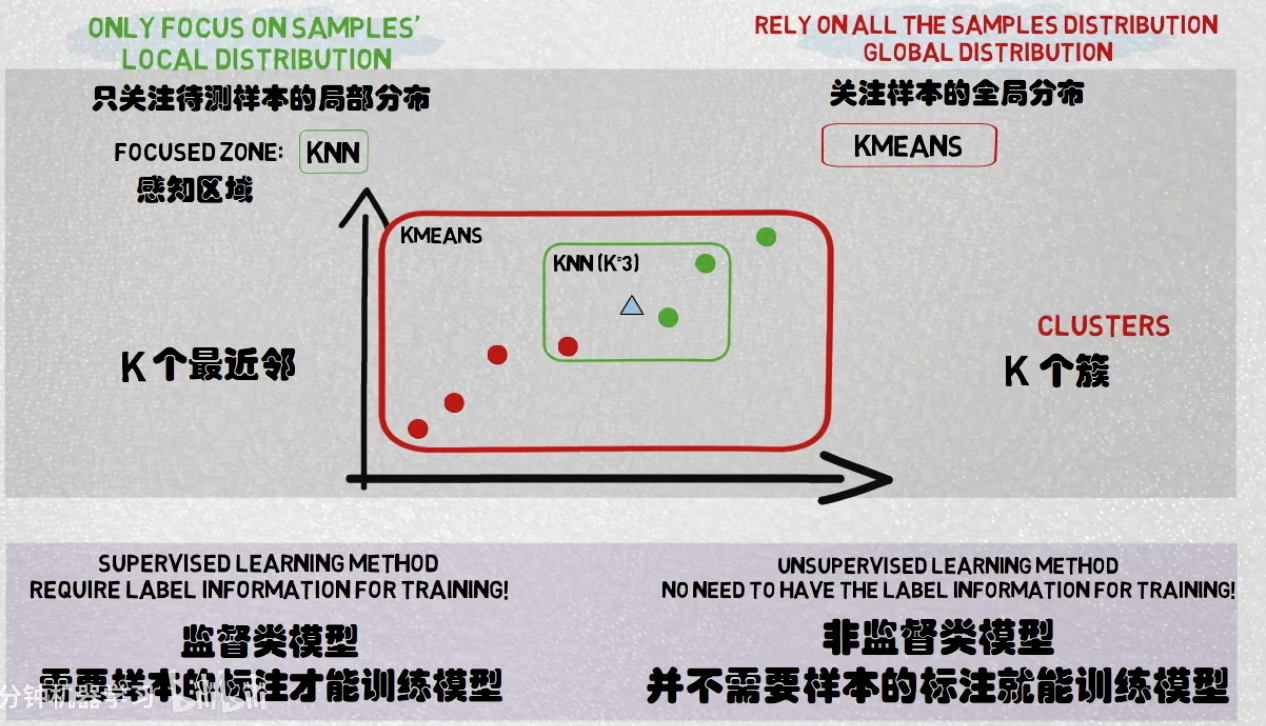 ONLY FOCUS ON SAMPLES'
LOCAL DISTRIBUTION
只关注待测样本的局部分布
FOCUSED ZONE: KNN
感知区域
RELY ON ALL THE SAMPLES DISTRIBUTION
GLOBAL DISTRIBUTION
关注样本的全局分布
KMEANS
KMEANS
KNN (K=3)
K 个最近邻
CLUSTERS
K 个簇
SUPERVISED LEARNING METHOD
REQUIRE LABEL INFORMATION FOR TRAINING!
监督类模型
需要样本的标注才能训练模型
分钟机器学习 bilibili
UNSUPERVISED LEARNING METHOD
NO NEED TO HAVE THE LABEL INFORMATION FOR TRAINING!
非监督类模型
并不需要样本的标注就能训练模型